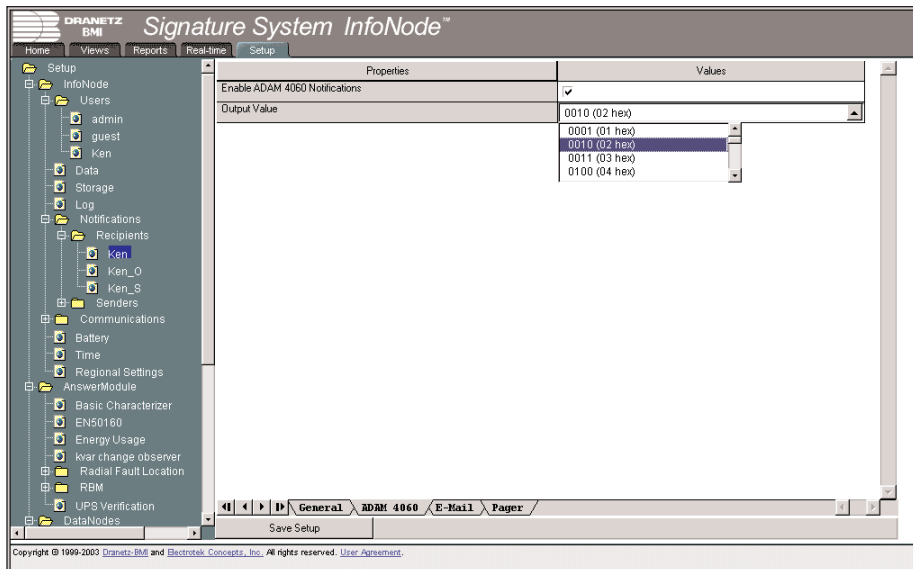 DRANETZ
BMI
Signature System InfoNode™
Home Views Reports Real-time Setup
Setup
InfoNode
Users
admin
guest
Ken
Data
Storage
Log
Notifications
Recipients
Ken
Ken_O
Ken_S
Senders
Communications
Battery
Time
Regional Settings
AnswerModule
Basic Characterizer
EN50160
Energy Usage
kvar change observer
Radial Fault Location
RBM
UPS Verification
DataNodes
Properties Values
Enable ADAM 4060 Notifications
Output Value 0010 (02 hex)
0001 (01 hex)
0010 (02 hex)
0011 (03 hex)
0100 (04 hex)
General ADAM 4060 E-Mail Pager
Save Setup
Copyright © 1999-2003 Dranetz-BMI and Electrotek Concepts, Inc. All rights reserved. User Agreement.